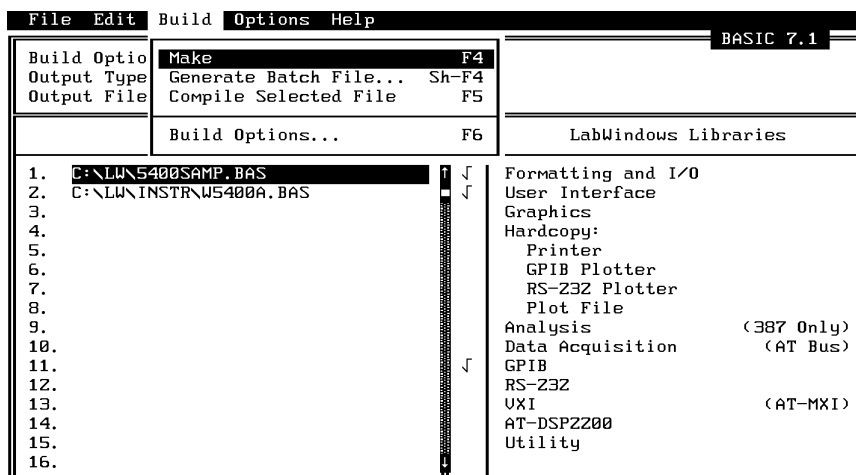 File Edit Build Options Help
BASIC 7.1
Build Optio
Output Type
Output File
Make F4
Generate Batch File... Sh-F4
Compile Selected File F5
Build Options... F6
LabWindows Libraries
1. C:\LW\5400SAMP.BAS
2. C:\LW\INSTR\W5400A.BAS
3.
4.
5.
6.
7.
8.
9.
10.
11.
12.
13.
14.
15.
16.
√ Formatting and I/O
√ User Interface
Graphics
Hardcopy:
Printer
GPIB Plotter
RS-232 Plotter
Plot File
Analysis (387 Only)
Data Acquisition (AT Bus)
√ GPIB
RS-232
VXI (AT-MXI)
AT-DSP2200
Utility